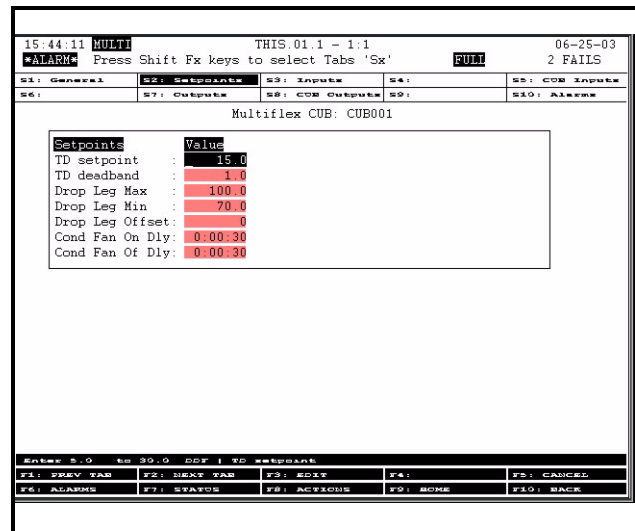 15:44:11 MULTI THIS.01.1 - 1:1 06-25-03
*ALARM* Press Shift Fx keys to select Tabs 'Sx' FULL 2 FAILS
S1: General S2: Setpoints S3: Inputs S4: S5: CUB Inputs
S6: S7: Outputs S8: CUB Outputs S9: S10: Alarms
Multiflex CUB: CUB001
Setpoints Value
TD setpoint : 15.0
TD deadband : 1.0
Drop Leg Max : 100.0
Drop Leg Min : 70.0
Drop Leg Offset: 0
Cond Fan On Dly: 0:00:30
Cond Fan Of Dly: 0:00:30
Enter 5.0 to 30.0 DDF | TD setpoint
F1: PREV TAB F2: NEXT TAB F3: EDIT F4: F5: CANCEL
F6: ALARMS F7: STATUS F8: ACTIONS F9: HOME F10: BACK